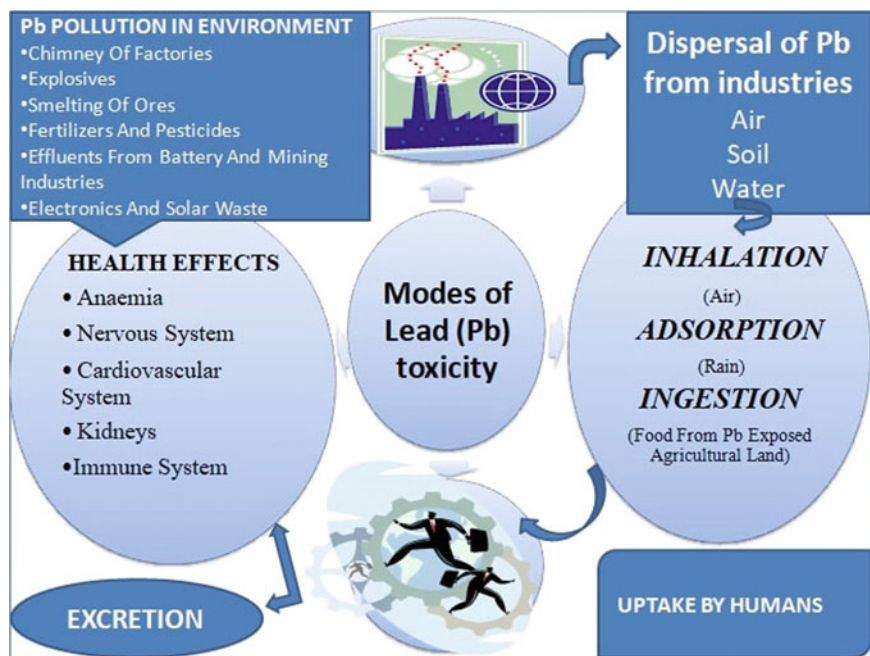 Pb POLLUTION IN ENVIRONMENT
•Chimney Of Factories
•Explosives
•Smelting Of Ores
•Fertilizers And Pesticides
•Effluents From Battery And Mining
Industries
•Electronics And Solar Waste
Dispersal of Pb
from industries
Air
Soil
Water
HEALTH EFFECTS
• Anaemia
• Nervous System
• Cardiovascular
System
• Kidneys
•Immune System
Modes of
Lead (Pb)
toxicity
INHALATION
(Air)
ADSORPTION
(Rain)
INGESTION
(Food From Pb Exposed
Agricultural Land)
EXCRETION
UPTAKE BY HUMANS